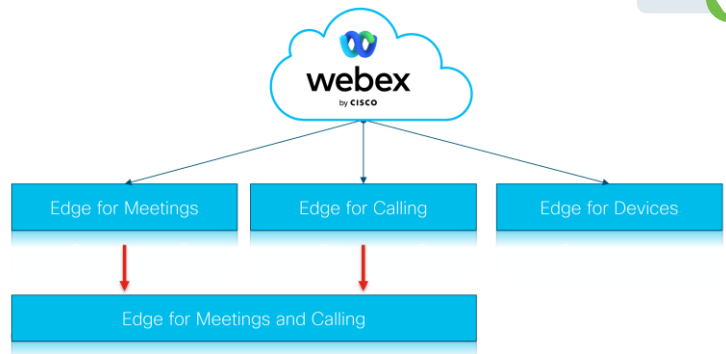 webex
by CISCO
Edge for Meetings
Edge for Calling
Edge for Devices
Edge for Meetings and Calling